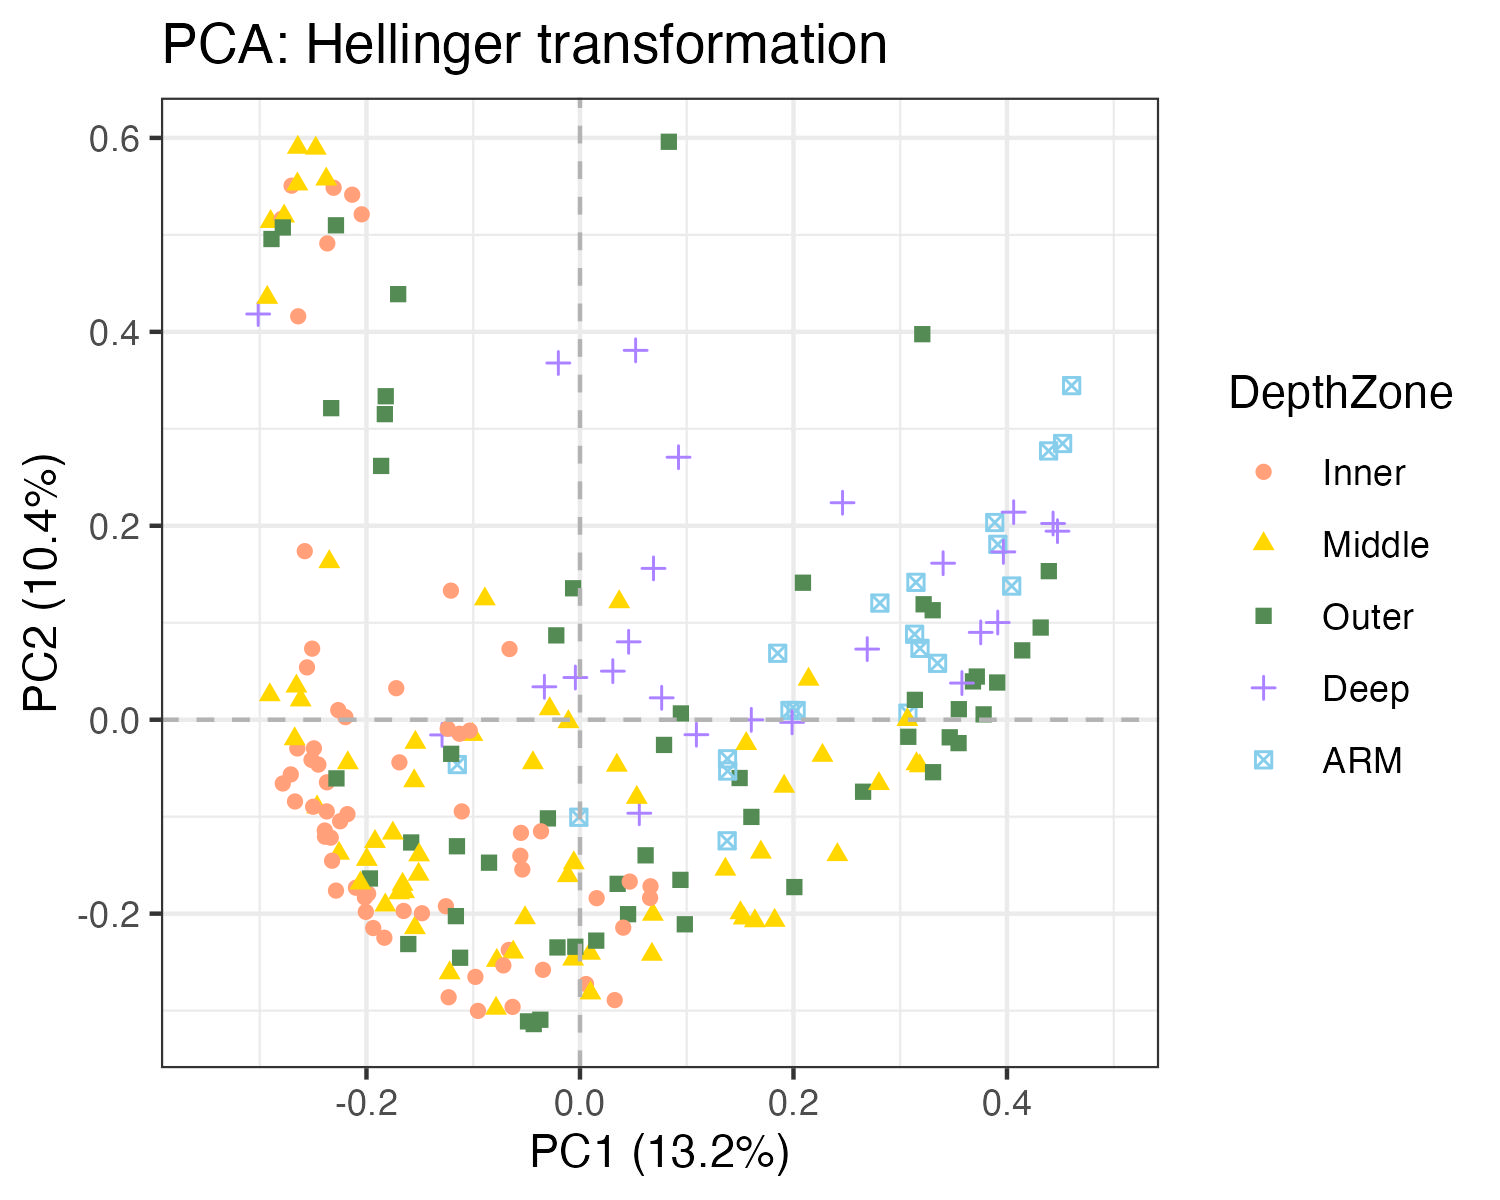 PCA: Hellinger transformation
0.6
0.4
0.2
0.0
-0.2
PC2 (10.4%)
-0.2
0.0
0.2
0.4
PC1 (13.2%)
DepthZone
Inner
Middle
Outer
Deep
ARM